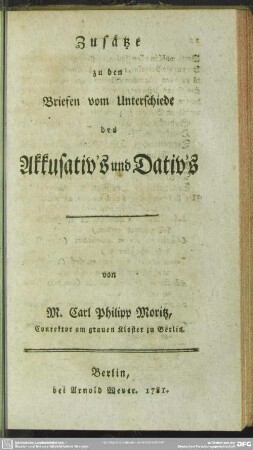 Zusätze
zu den
Briefen vom Unterschiede
des
Akkusativ's und Dativ's
von
M. Carl Philipp Moritz,
Conrektor am grauen Kloster zu Berlin.
Berlin,
bei Arnold Wever. 1781.